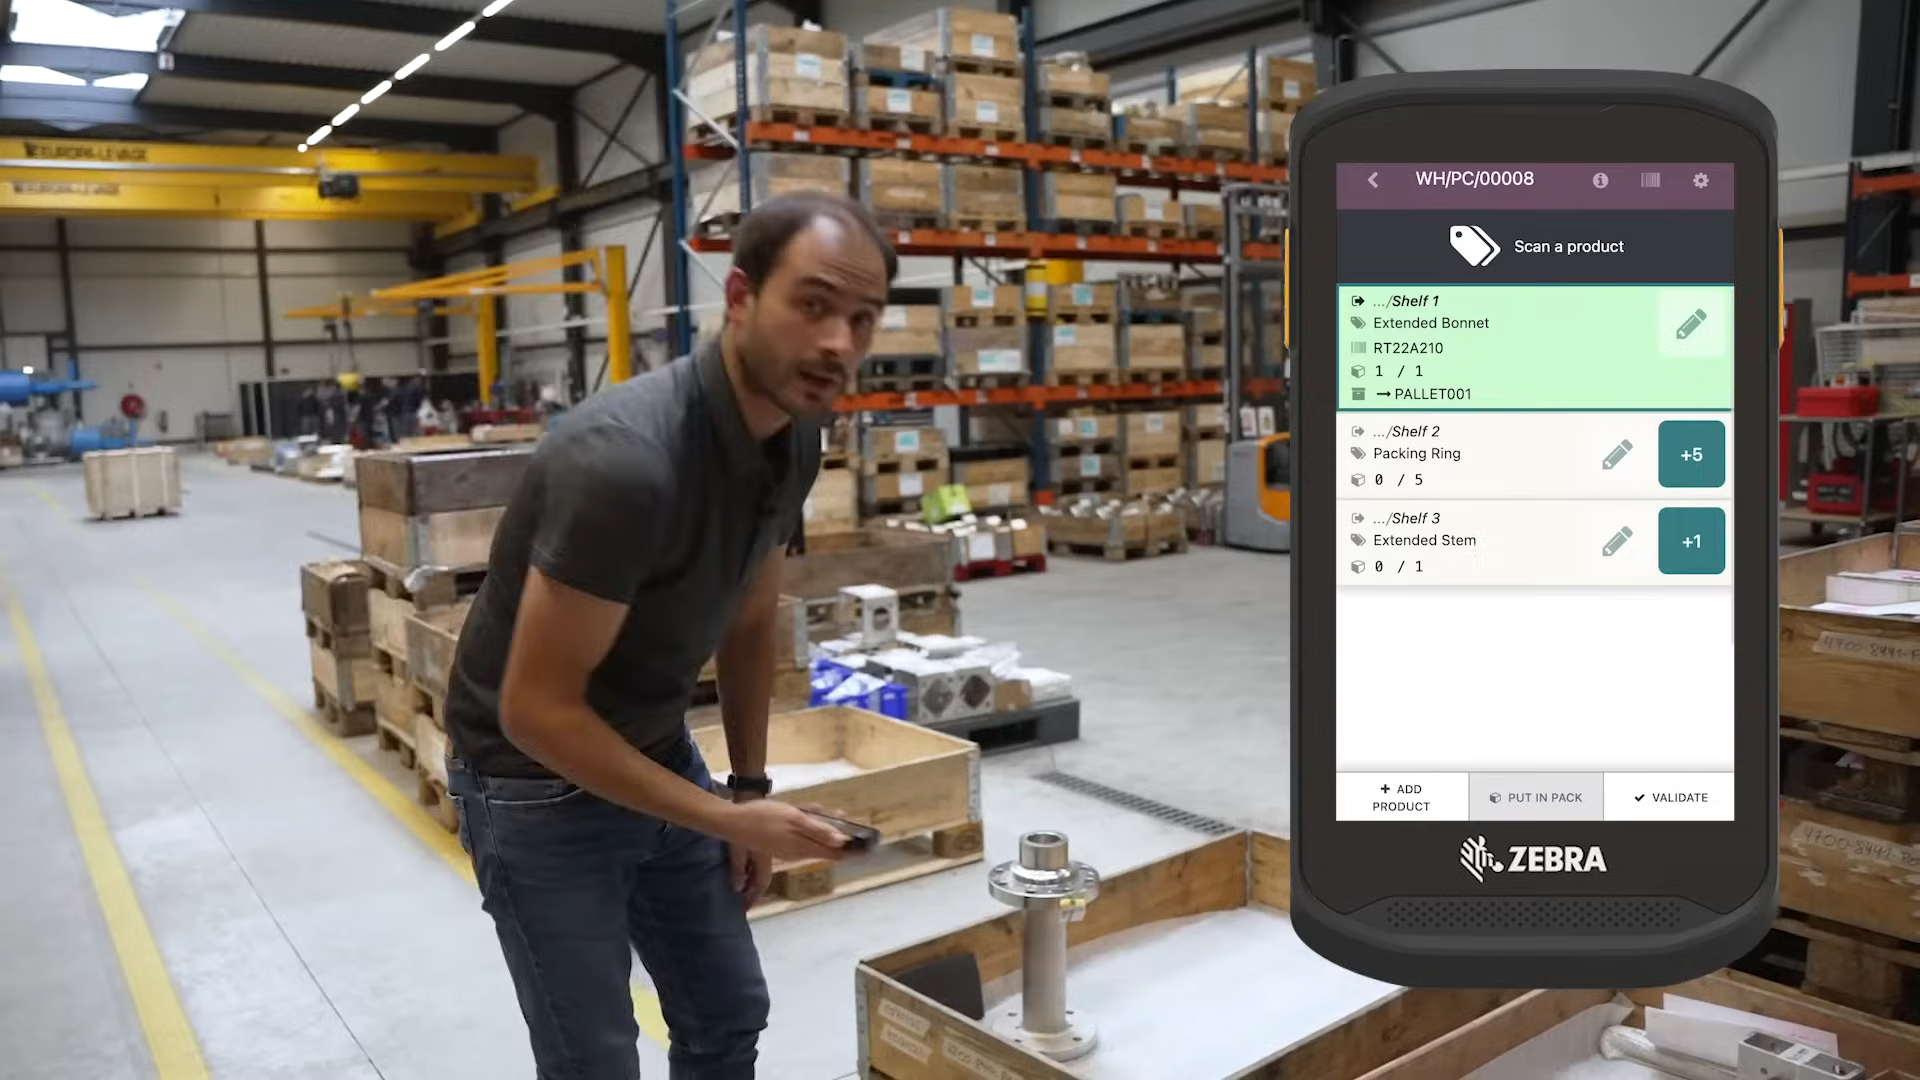 WH/PC/00008
Scan a product
.../Shelf 1
Extended Bonnet
RT22A210
1 / 1
→ PALLET001
.../Shelf 2
Packing Ring
0 / 5
+5
.../Shelf 3
Extended Stem
0 / 1
+1
+ ADD PRODUCT
PUT IN PACK
VALIDATE
ZEBRA